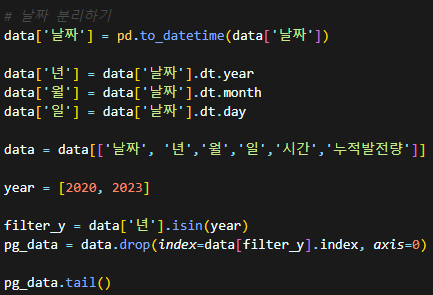 # 날짜 분리하기
data['날짜'] = pd.to_datetime(data['날짜'])
data['년'] = data['날짜'].dt.year
data['월'] = data['날짜'].dt.month
data['일'] = data['날짜'].dt.day
data = data[['날짜', '년','월','일','시간','누적발전량']]
year = [2020, 2023]
filter_y = data['년'].isin(year)
pg_data = data.drop(index=data[filter_y].index, axis=0)
pg_data.tail()